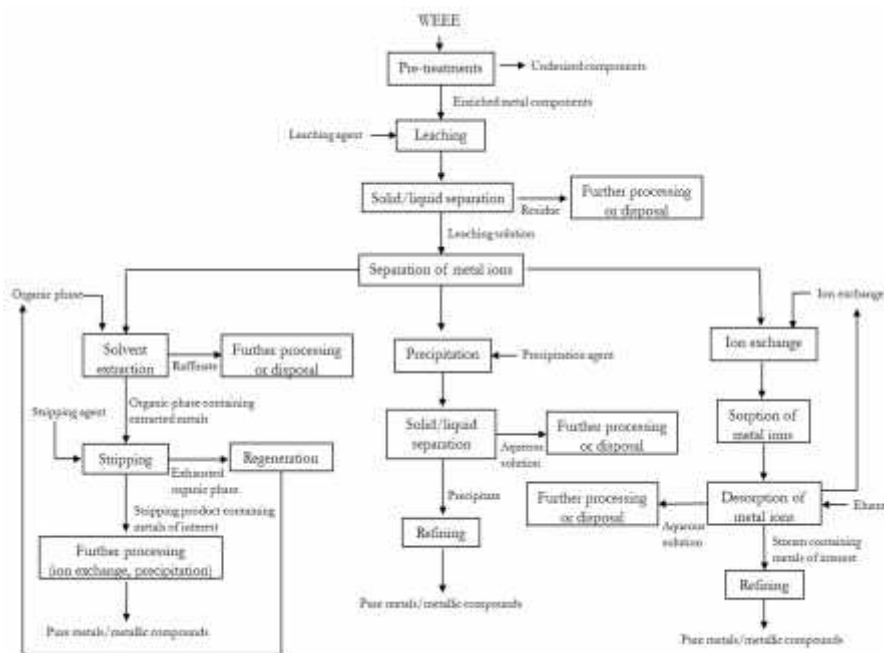 WEEE
Pre-treatments
Undesired components
Enriched metal components
Leaching agent
Leaching
Solid/liquid separation
Residue
Further processing
or disposal
Leaching solution
Separation of metal ions
Organic phase
Solvent
extraction
Raffinate
Further processing
or disposal
Stripping agent
Organic phase containing
extracted metals
Stripping
Exhausted
organic phase
Regeneration
Stripping product containing
metals of interest
Further processing
(ion exchange, precipitation)
Pure metals/metallic compounds
Precipitation
Precipitation agent
Solid/liquid
separation
Aqueous
solution
Further processing
or disposal
Precipitate
Refining
Pure metals/metallic compounds
Ion exchange
Ion exchange
Sorption of
metal ions
Desorption of
metal ions
Aqueous
solution
Further processing
or disposal
Stream containing
metals of interest
Refining
Pure metals/metallic compounds